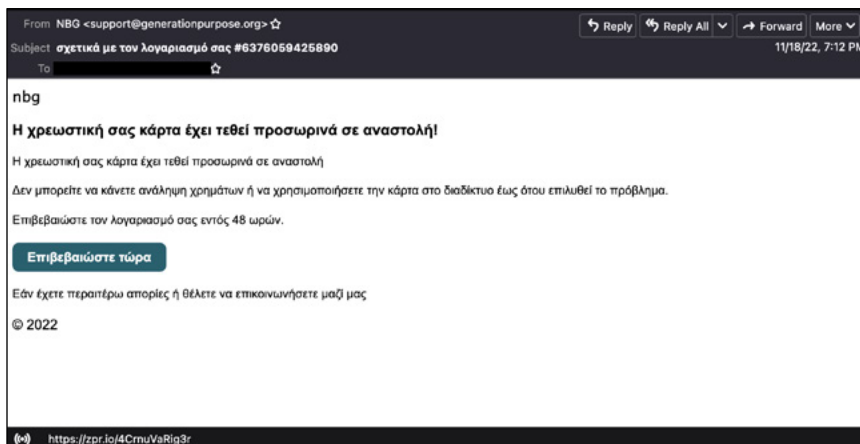 From NBG <support@generationpurpose.org>
Reply Reply All Forward More
Subject σχετικά με τον λογαριασμό σας #6376059425890
11/18/22, 7:12 PM
To
nbg
Η χρεωστική σας κάρτα έχει τεθεί προσωρινά σε αναστολή!
Η χρεωστική σας κάρτα έχει τεθεί προσωρινά σε αναστολή
Δεν μπορείτε να κάνετε ανάληψη χρημάτων ή να χρησιμοποιήσετε την κάρτα στο διαδίκτυο έως ότου επιλυθεί το πρόβλημα.
Επιβεβαιώστε τον λογαριασμό σας εντός 48 ωρών.
Επιβεβαιώστε τώρα
Εάν έχετε περαιτέρω απορίες ή θέλετε να επικοινωνήσετε μαζί μας
© 2022
https://zpr.io/4CrnuVaRig3r